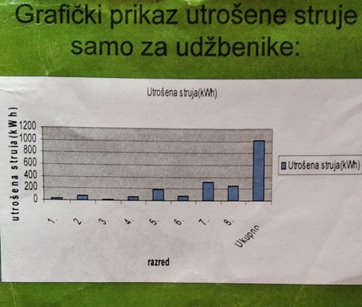 Grafički prikaz utrošene struje
samo za udžbenike:
Utrošena struja(kWh)
utrošena struja(kWh)
1200
1000
800
600
400
200
0
1. 2. 3. 4. 5. 6. 7. 8. Ukupno
razred
Utrošena struja(kWh)